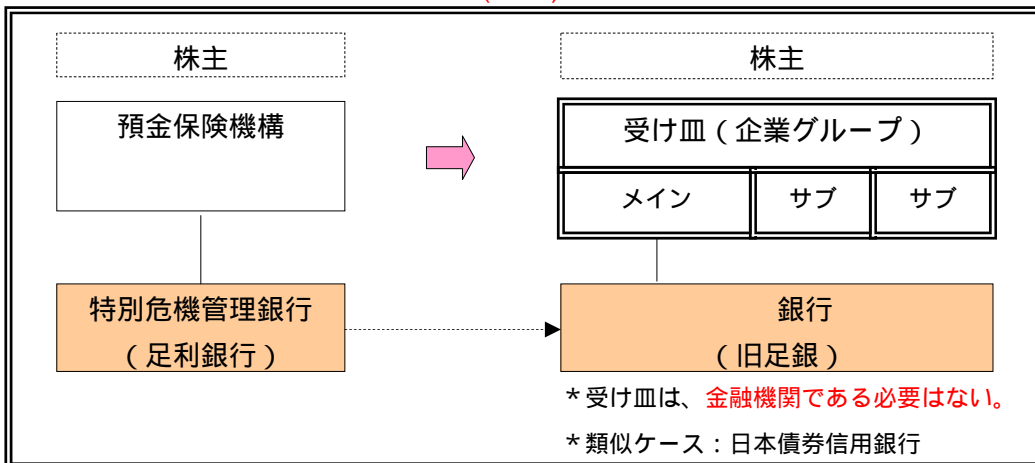 株主
預金保険機構
特別危機管理銀行
(足利銀行)
株主
受け皿(企業グループ)
メイン サブ サブ
銀行
(旧足銀)
*受け皿は、金融機関である必要はない。
*類似ケース:日本債券信用銀行